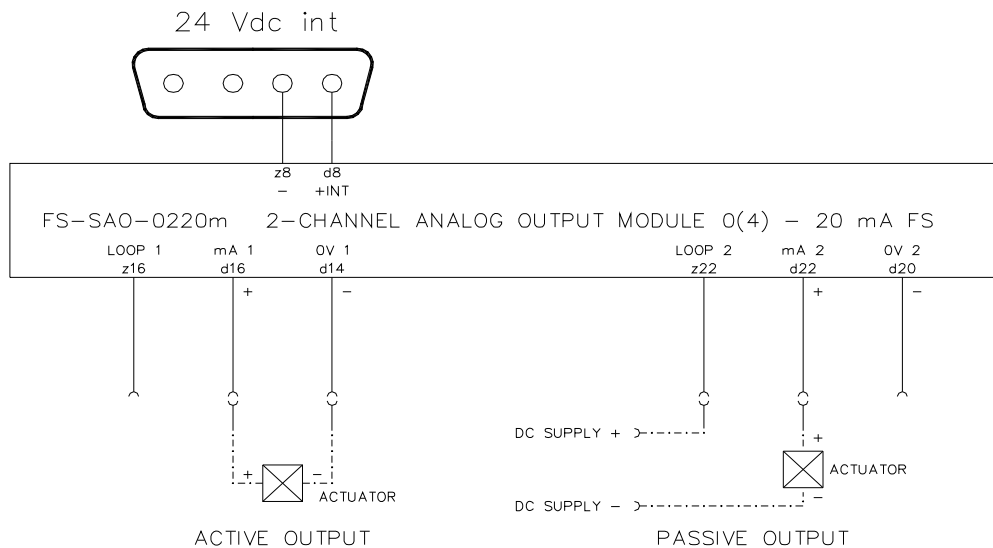 24 Vdc int
z8 d8
- +INT
FS-SAO-0220m 2-CHANNEL ANALOG OUTPUT MODULE 0(4) - 20 mA FS
LOOP 1 mA 1 0V 1 LOOP 2 mA 2 0V 2
z16 d16 d14 z22 d22 d20
+ - + -
DC SUPPLY +
+
+ - ACTUATOR
ACTUATOR
DC SUPPLY -
-
ACTIVE OUTPUT PASSIVE OUTPUT